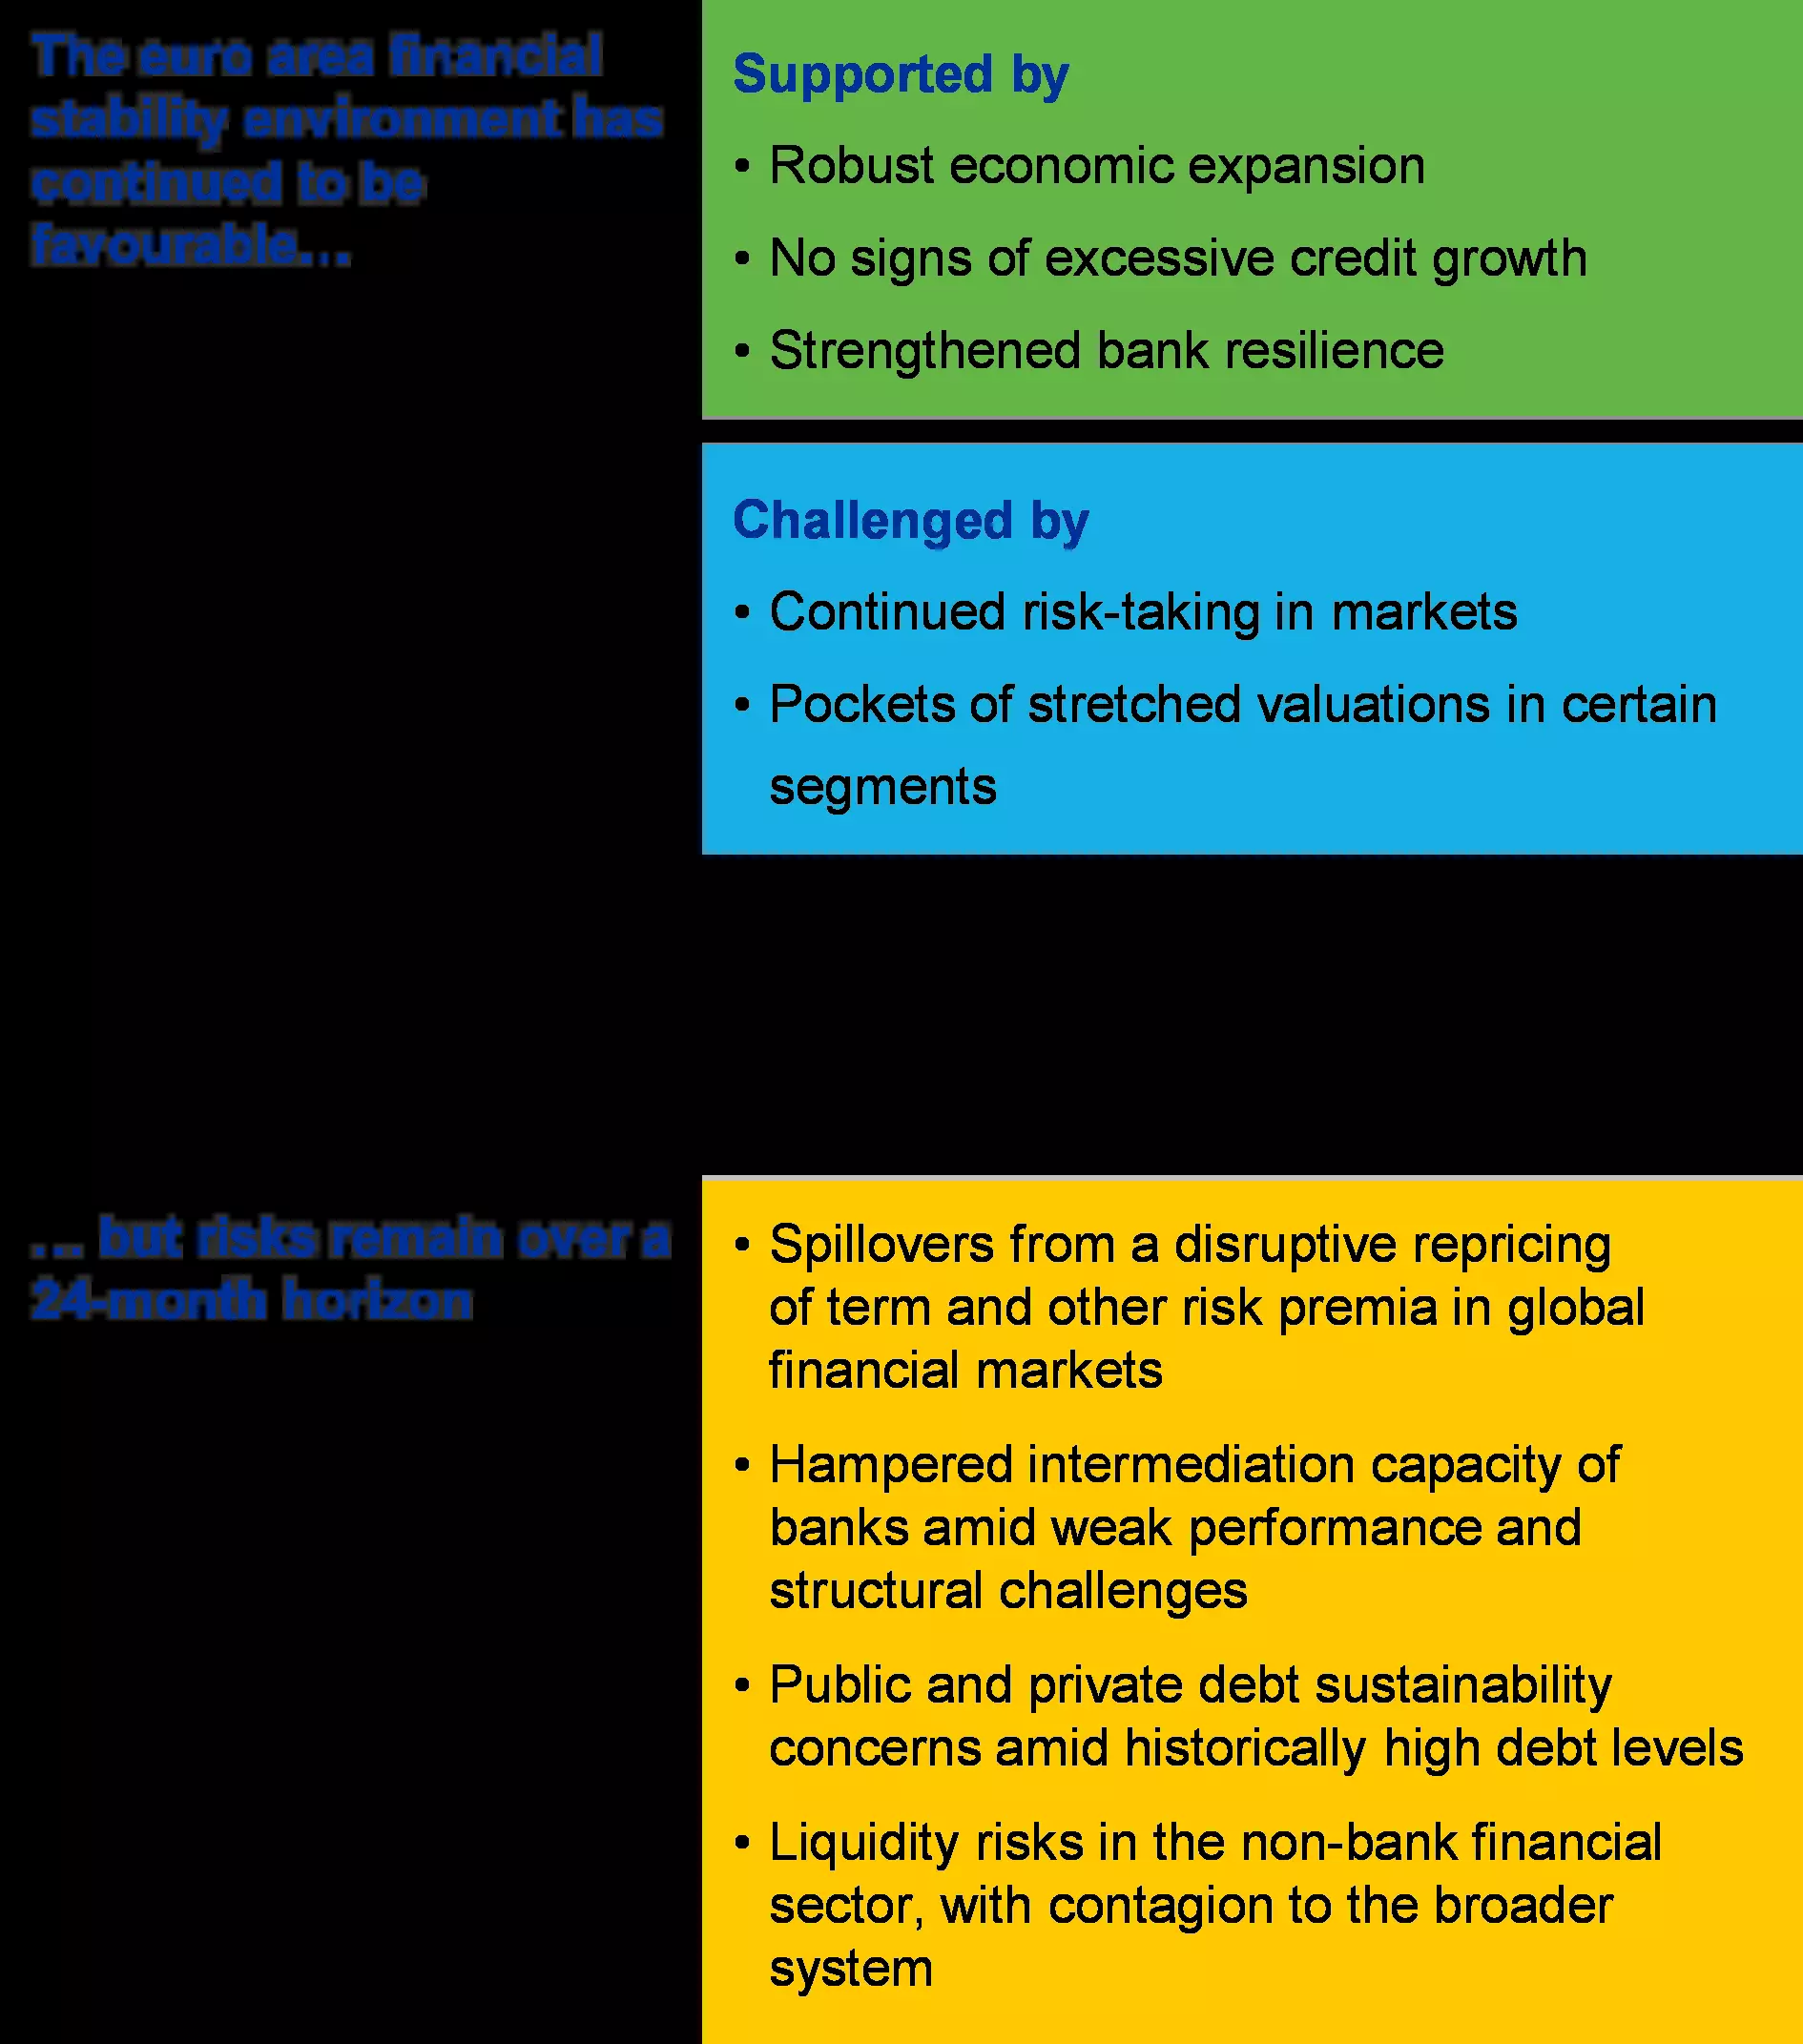 The euro area financial
stability environment has
continued to be
favourable…
Supported by
• Robust economic expansion
• No signs of excessive credit growth
• Strengthened bank resilience
Challenged by
• Continued risk-taking in markets
• Pockets of stretched valuations in certain
segments
… but risks remain over a
24-month horizon
• Spillovers from a disruptive repricing
of term and other risk premia in global
financial markets
• Hampered intermediation capacity of
banks amid weak performance and
structural challenges
• Public and private debt sustainability
concerns amid historically high debt levels
• Liquidity risks in the non-bank financial
sector, with contagion to the broader
system